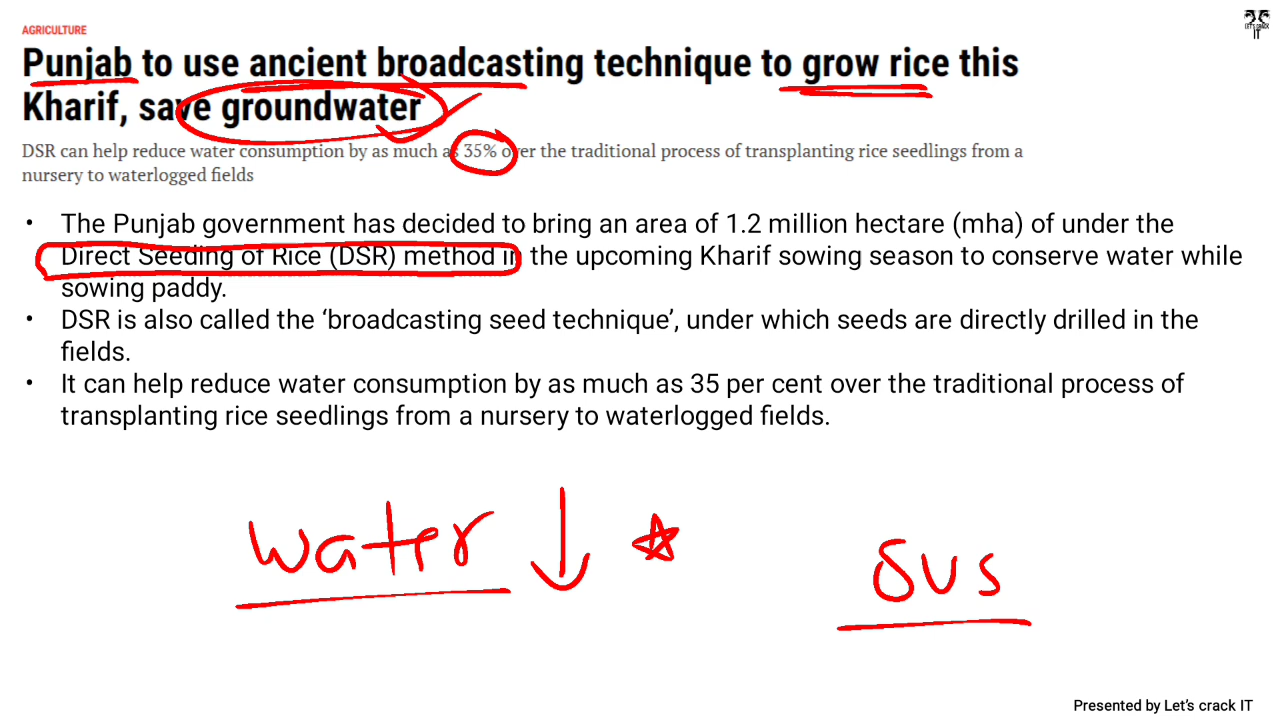 AGRICULTURE
LET'S CRACK
IT
Punjab to use ancient broadcasting technique to grow rice this
Kharif, save groundwater
DSR can help reduce water consumption by as much as 35% over the traditional process of transplanting rice seedlings from a
nursery to waterlogged fields
• The Punjab government has decided to bring an area of 1.2 million hectare (mha) of under the
Direct Seeding of Rice (DSR) method in the upcoming Kharif sowing season to conserve water while
sowing paddy.
• DSR is also called the ‘broadcasting seed technique’, under which seeds are directly drilled in the
fields.
• It can help reduce water consumption by as much as 35 per cent over the traditional process of
transplanting rice seedlings from a nursery to waterlogged fields.
water ↓
sus
Presented by Let’s crack IT